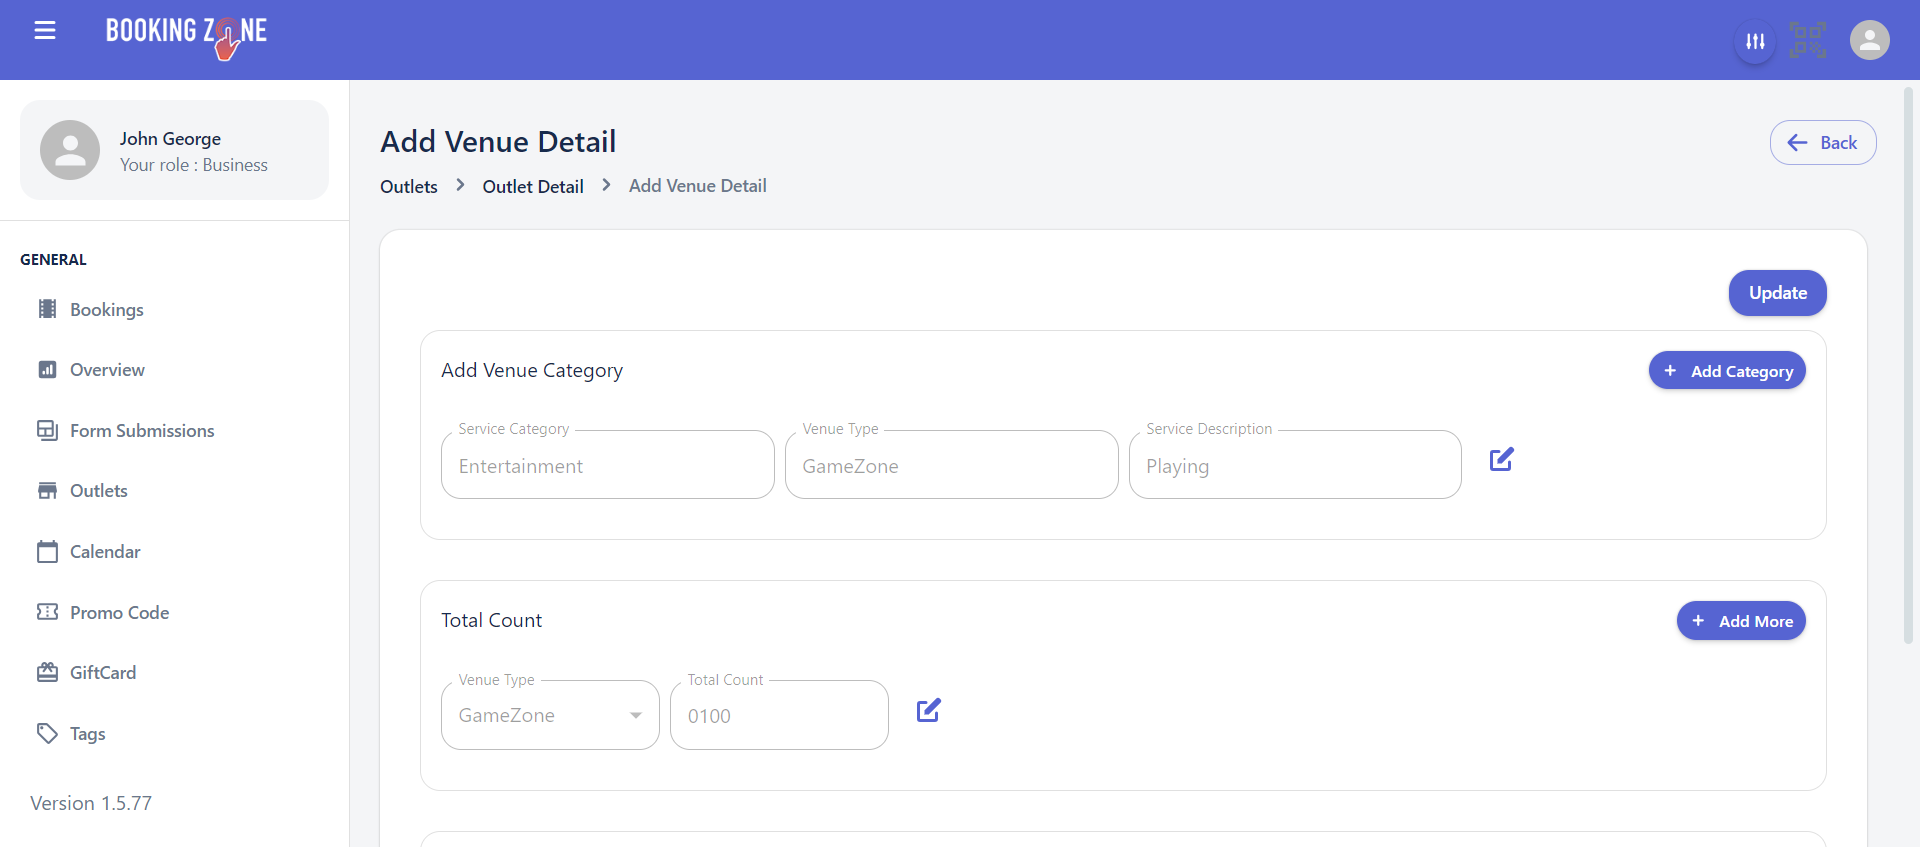 BOOKING ZONE
John George
Your role : Business
GENERAL
Bookings
Overview
Form Submissions
Outlets
Calendar
Promo Code
GiftCard
Tags
Version 1.5.77
Add Venue Detail
Back
Outlets > Outlet Detail > Add Venue Detail
Update
Add Venue Category
+ Add Category
Service Category
Entertainment
Venue Type
GameZone
Service Description
Playing
Total Count
+ Add More
Venue Type
GameZone
Total Count
0100